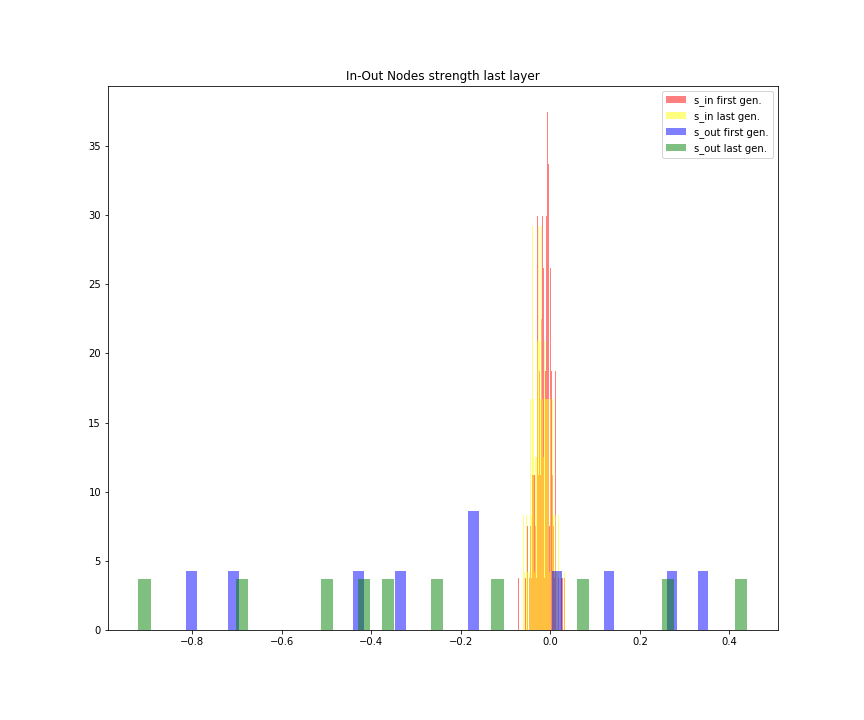 In-Out Nodes strength last layer
s_in first gen.
s_in last gen.
s_out first gen.
s_out last gen.
35
30
25
20
15
10
5
0
−0.8 −0.6 −0.4 −0.2 0.0 0.2 0.4